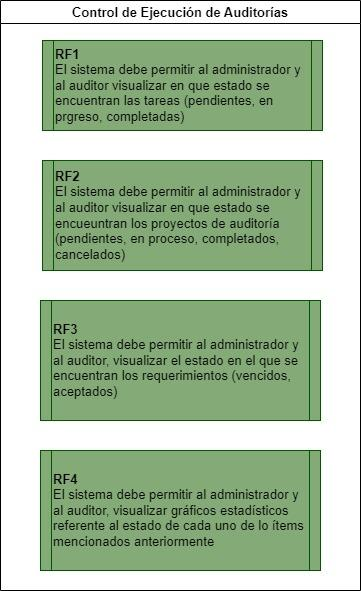 Control de Ejecución de Auditorías
RF1
El sistema debe permitir al administrador y
al auditor visualizar en que estado se
encuentran las tareas (pendientes, en
prgreso, completadas)
RF2
El sistema debe permitir al administrador y
al auditor visualizar en que estado se
encueuntran los proyectos de auditoría
(pendientes, en proceso, completados,
cancelados)
RF3
El sistema debe permitir al administrador y
al auditor, visualizar el estado en el que se
encuentran los requerimientos (vencidos,
aceptados)
RF4
El sistema debe permitir al administrador y
al auditor, visualizar gráficos estadísticos
referente al estado de cada uno de lo ítems
mencionados anteriormente